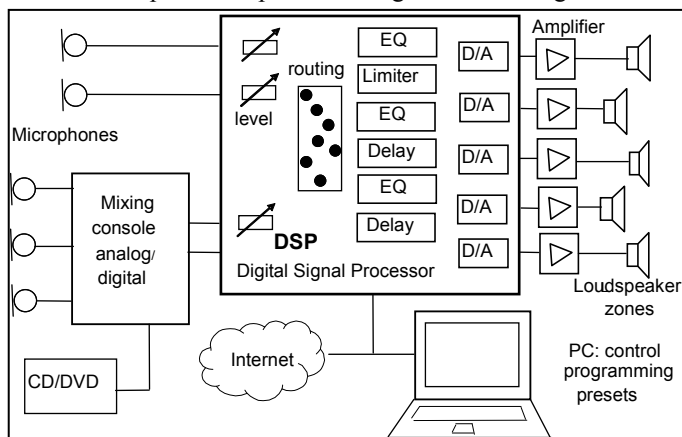 Amplifier
EQ
D/A
routing
Limiter
level
EQ
D/A
Microphones
Delay
D/A
EQ
Mixing
console
analog/
digital
DSP
Delay
D/A
D/A
Digital Signal Processor
Loudspeaker
zones
Internet
CD/DVD
PC: control
programming
presets